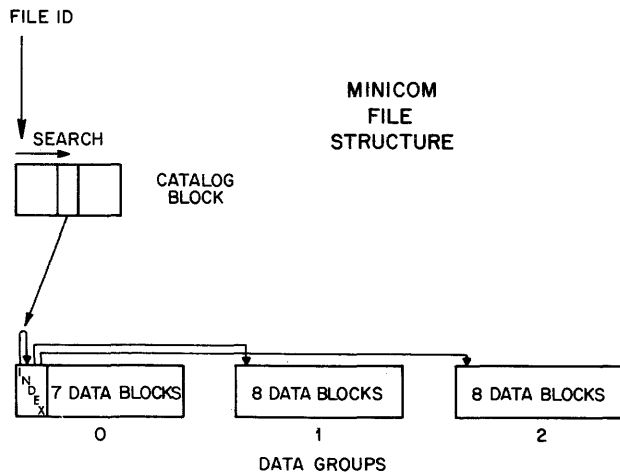 FILE ID
MINICOM
FILE
STRUCTURE
SEARCH
CATALOG
BLOCK
INDEX
7 DATA BLOCKS
8 DATA BLOCKS
8 DATA BLOCKS
0
1
2
DATA GROUPS